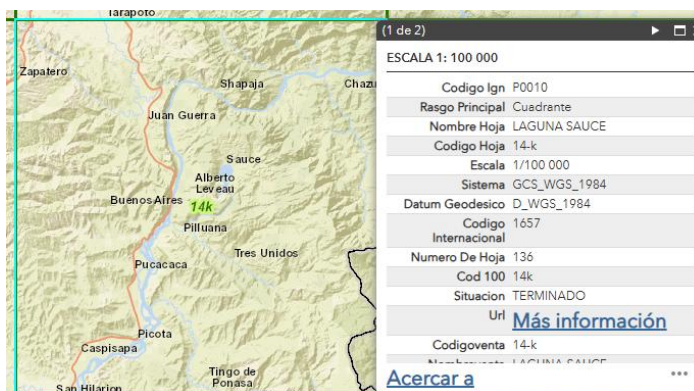 Tarapoto
Zapatero
Shapaja
Chazu
Juan Guerra
Sauce
Alberto
Leveau
Buenos Aires
14k
Pilluana
Tres Unidos
Pucacaca
Picota
Caspisapa
Tingo de
Ponasa
San Hilarion
(1 de 2)
ESCALA 1: 100 000
Codigo Ign P0010
Rasgo Principal Cuadrante
Nombre Hoja LAGUNA SAUCE
Codigo Hoja 14-k
Escala 1/100 000
Sistema GCS_WGS_1984
Datum Geodesico D_WGS_1984
Codigo 1657
Internacional
Numero De Hoja 136
Cod 100 14k
Situacion TERMINADO
Url Más información
Codigoventa 14-k
Nombreventa LAGUNA SAUCE
Acercar a